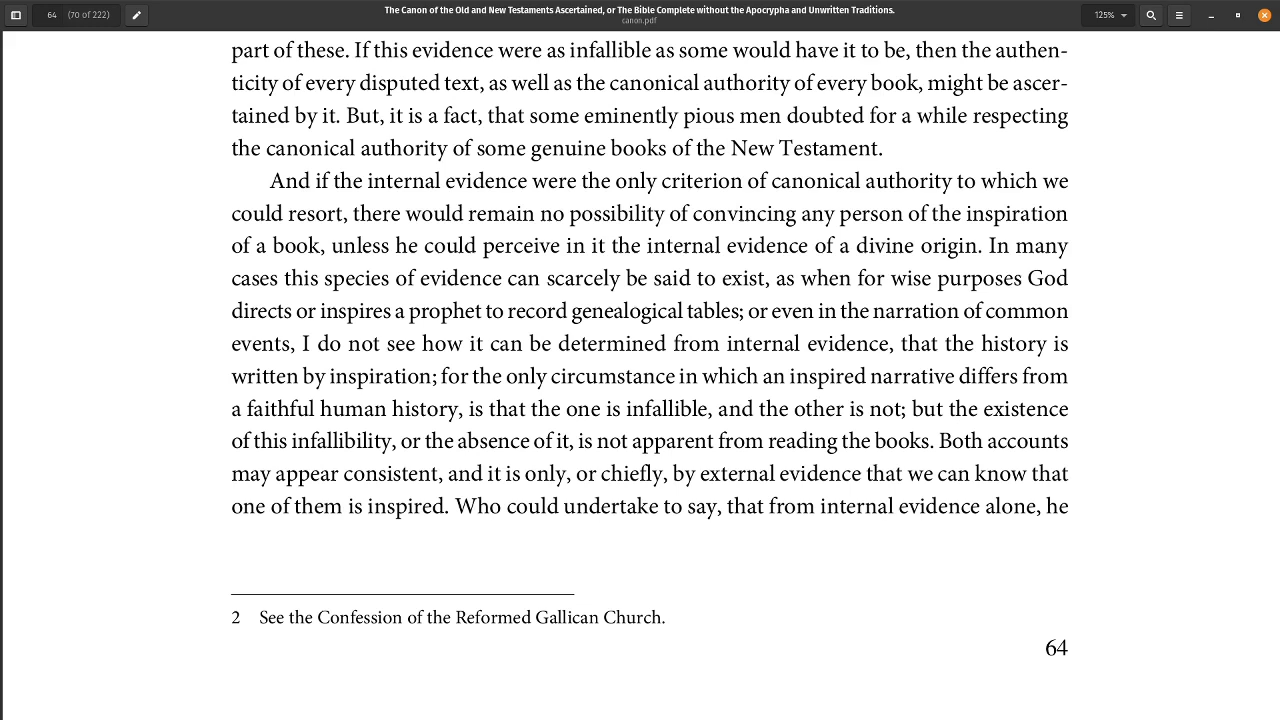 64 (70 of 222)
The Canon of the Old and New Testaments Ascertained, or The Bible Complete without the Apocrypha and Unwritten Traditions.
canon.pdf
125%
part of these. If this evidence were as infallible as some would have it to be, then the authen-
ticity of every disputed text, as well as the canonical authority of every book, might be ascer-
tained by it. But, it is a fact, that some eminently pious men doubted for a while respecting
the canonical authority of some genuine books of the New Testament.
And if the internal evidence were the only criterion of canonical authority to which we
could resort, there would remain no possibility of convincing any person of the inspiration
of a book, unless he could perceive in it the internal evidence of a divine origin. In many
cases this species of evidence can scarcely be said to exist, as when for wise purposes God
directs or inspires a prophet to record genealogical tables; or even in the narration of common
events, I do not see how it can be determined from internal evidence, that the history is
written by inspiration; for the only circumstance in which an inspired narrative differs from
a faithful human history, is that the one is infallible, and the other is not; but the existence
of this infallibility, or the absence of it, is not apparent from reading the books. Both accounts
may appear consistent, and it is only, or chiefly, by external evidence that we can know that
one of them is inspired. Who could undertake to say, that from internal evidence alone, he
2 See the Confession of the Reformed Gallican Church.
64